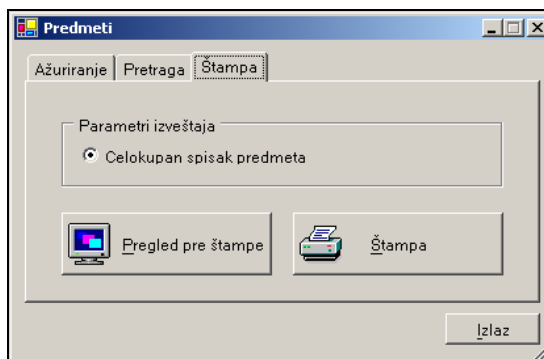 Predmeti
Ažuriranje Pretraga Štampa
Parametri izveštaja
Celokupan spisak predmeta
Pregled pre štampe Štampa
Izlaz